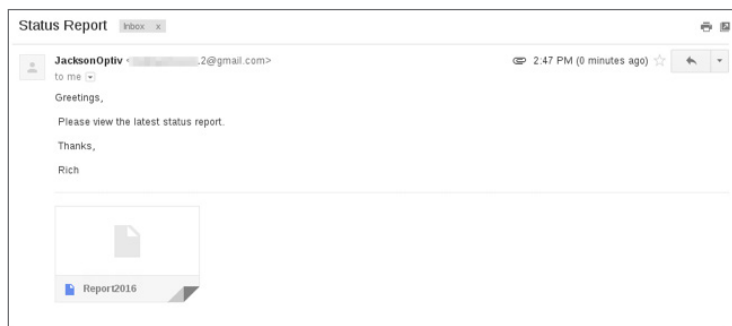 Status Report Inbox x
JacksonOptiv < .2@gmail.com> 2:47 PM (0 minutes ago)
to me
Greetings,
Please view the latest status report.
Thanks,
Rich
Report2016